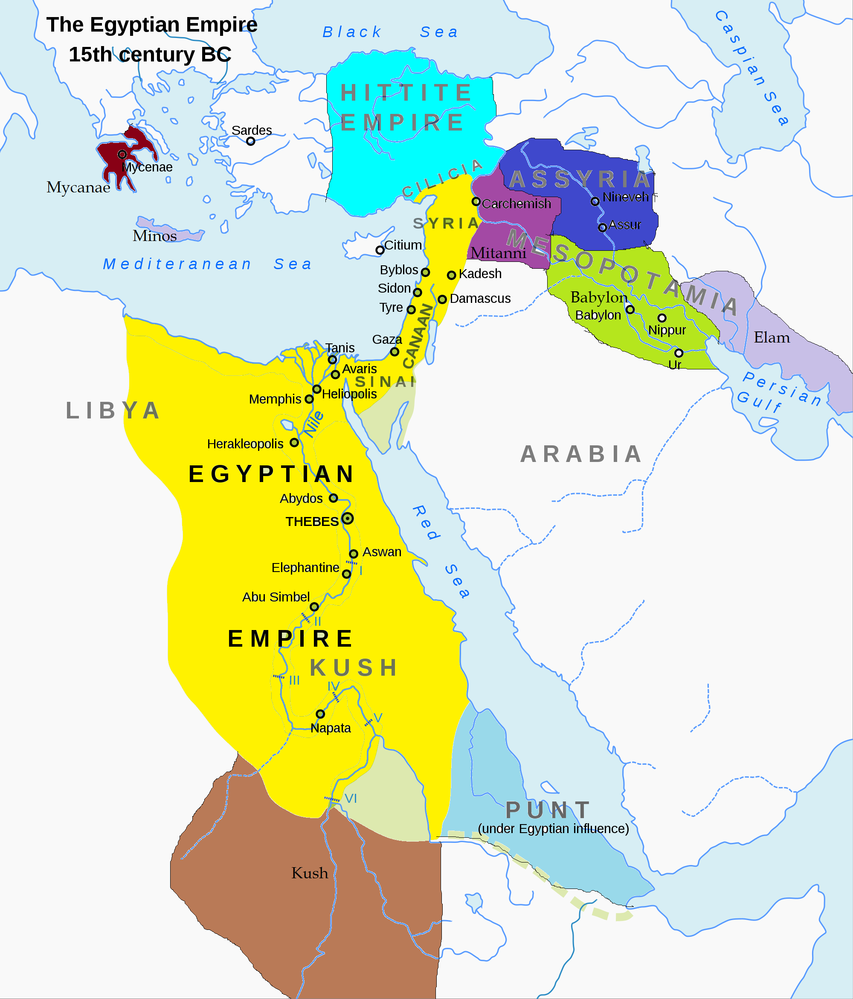 The Egyptian Empire
15th century BC
Black Sea
Caspian Sea
HITTITE
EMPIRE
Sardes
Mycenae
Mycanae
CILICIA
ASSYRIA
Nineveh
Carchemish
Assur
SYRIA
Minos
MESOPOTAMIA
Citium
Mitanni
Mediteranean Sea
Byblos
Kadesh
Sidon
Babylon
Damascus
Tyre
Babylon
CANAAN
Nippur
Elam
Gaza
Tanis
Ur
Avaris
SINAI
Persian
Gulf
Heliopolis
Memphis
LIBYA
Nile
Herakleopolis
ARABIA
EGYPTIAN
Abydos
THEBES
Red Sea
Aswan
Elephantine
I
Abu Simbel
II
EMPIRE
KUSH
III
IV
V
Napata
VI
PUNT
(under Egyptian influence)
Kush